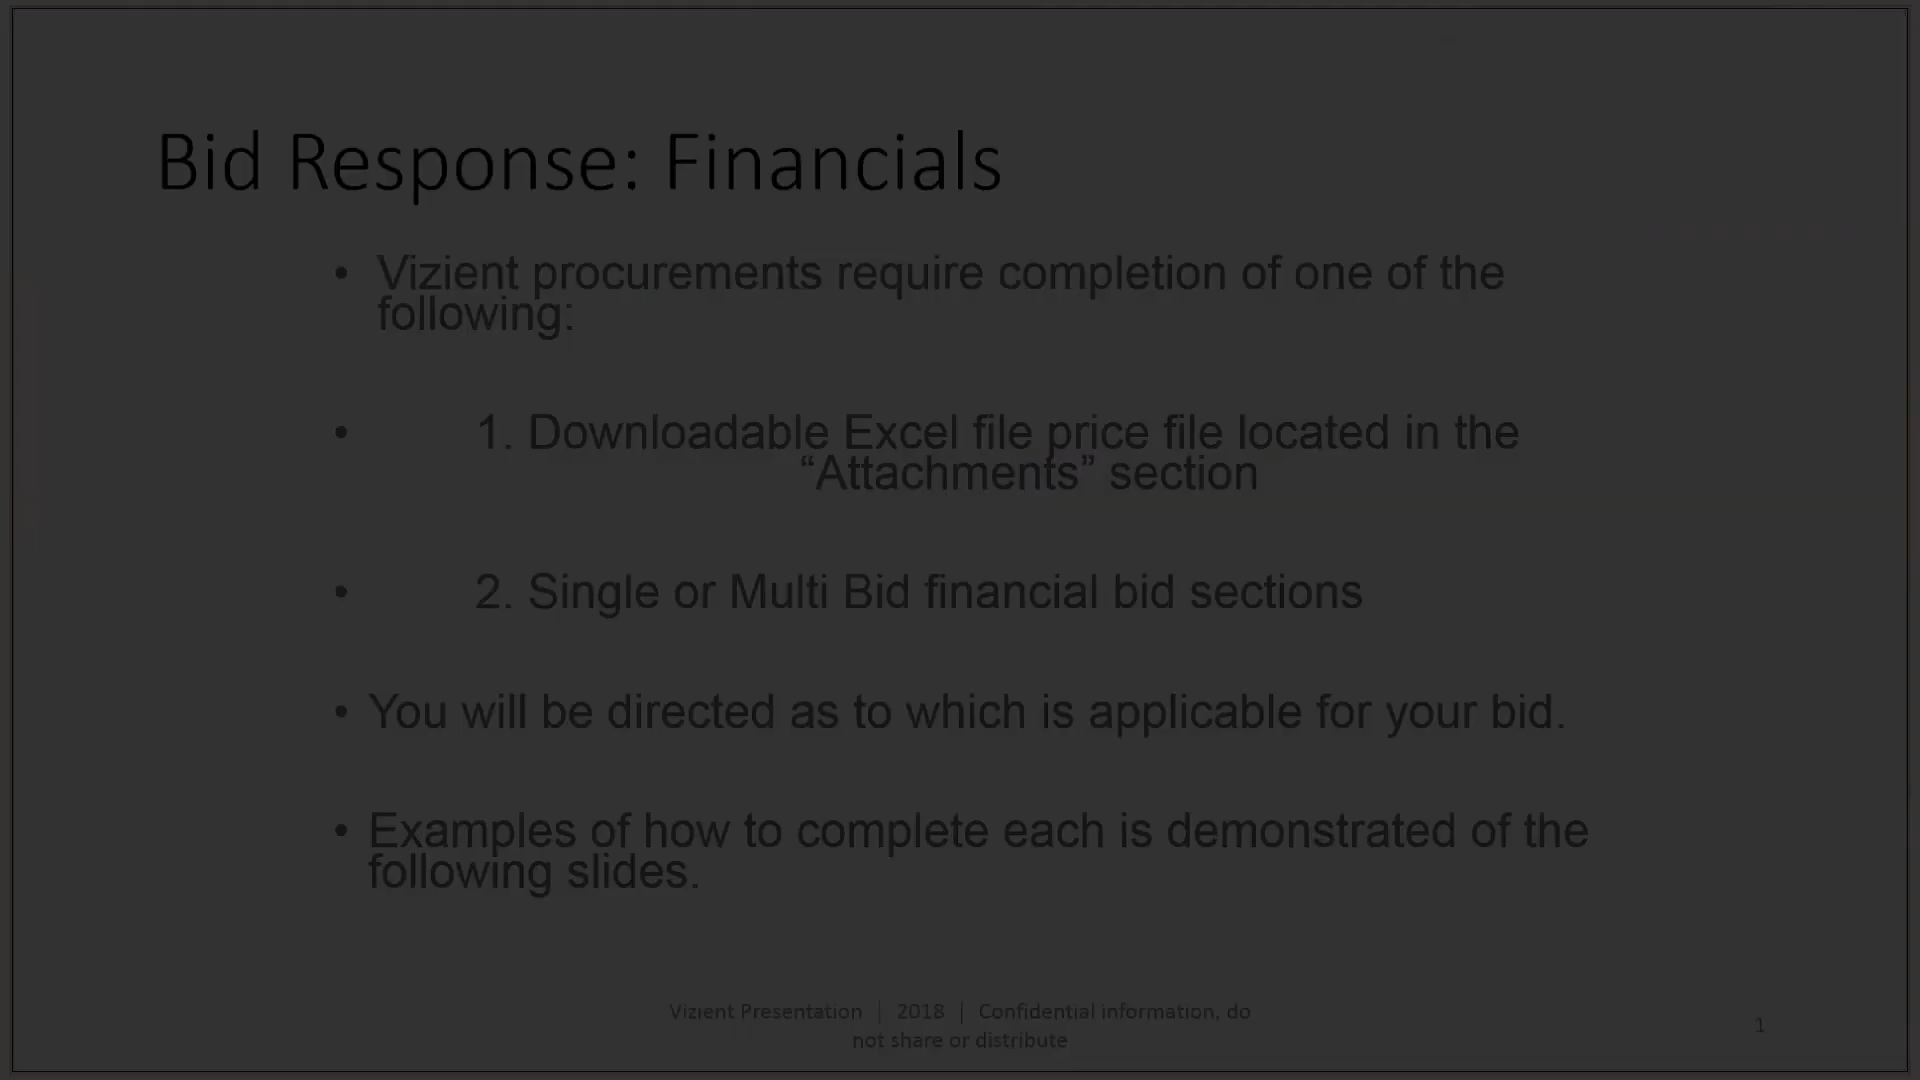 Bid Response: Financials
• Vizient procurements require completion of one of the
following:
• 1. Downloadable Excel file price file located in the
“Attachments” section
• 2. Single or Multi Bid financial bid sections
• You will be directed as to which is applicable for your bid.
• Examples of how to complete each is demonstrated of the
following slides.
Vizient Presentation | 2018 | Confidential information, do
not share or distribute
1